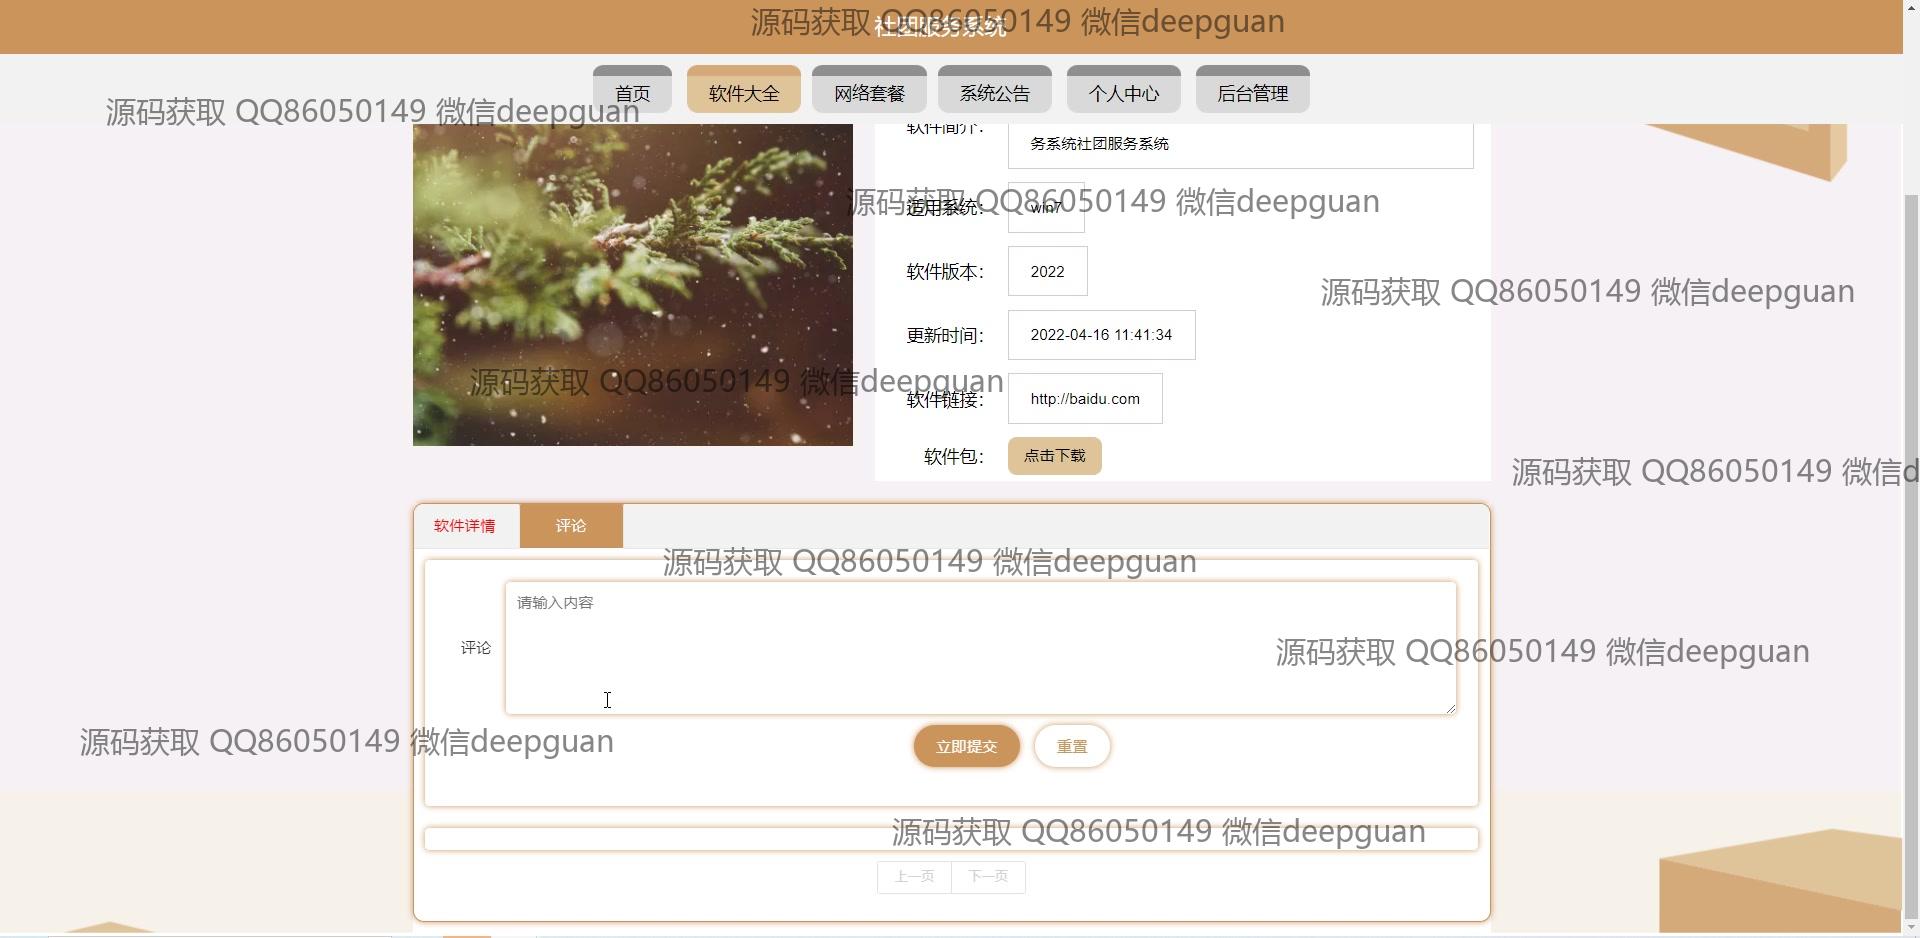 社团服务系统
源码获取 QQ86050149 微信deepguan
首页
软件大全
网络套餐
系统公告
个人中心
后台管理
源码获取 QQ86050149 微信deepguan
软件简介：
务系统社团服务系统
源码获取 QQ86050149 微信deepguan
适用系统：
win7
软件版本：
2022
源码获取 QQ86050149 微信deepguan
更新时间：
2022-04-16 11:41:34
源码获取 QQ86050149 微信deepguan
软件链接：
http://baidu.com
软件包：
点击下载
源码获取 QQ86050149 微信d
软件详情
评论
源码获取 QQ86050149 微信deepguan
请输入内容
评论
源码获取 QQ86050149 微信deepguan
源码获取 QQ86050149 微信deepguan
立即提交
重置
源码获取 QQ86050149 微信deepguan
上一页
下一页